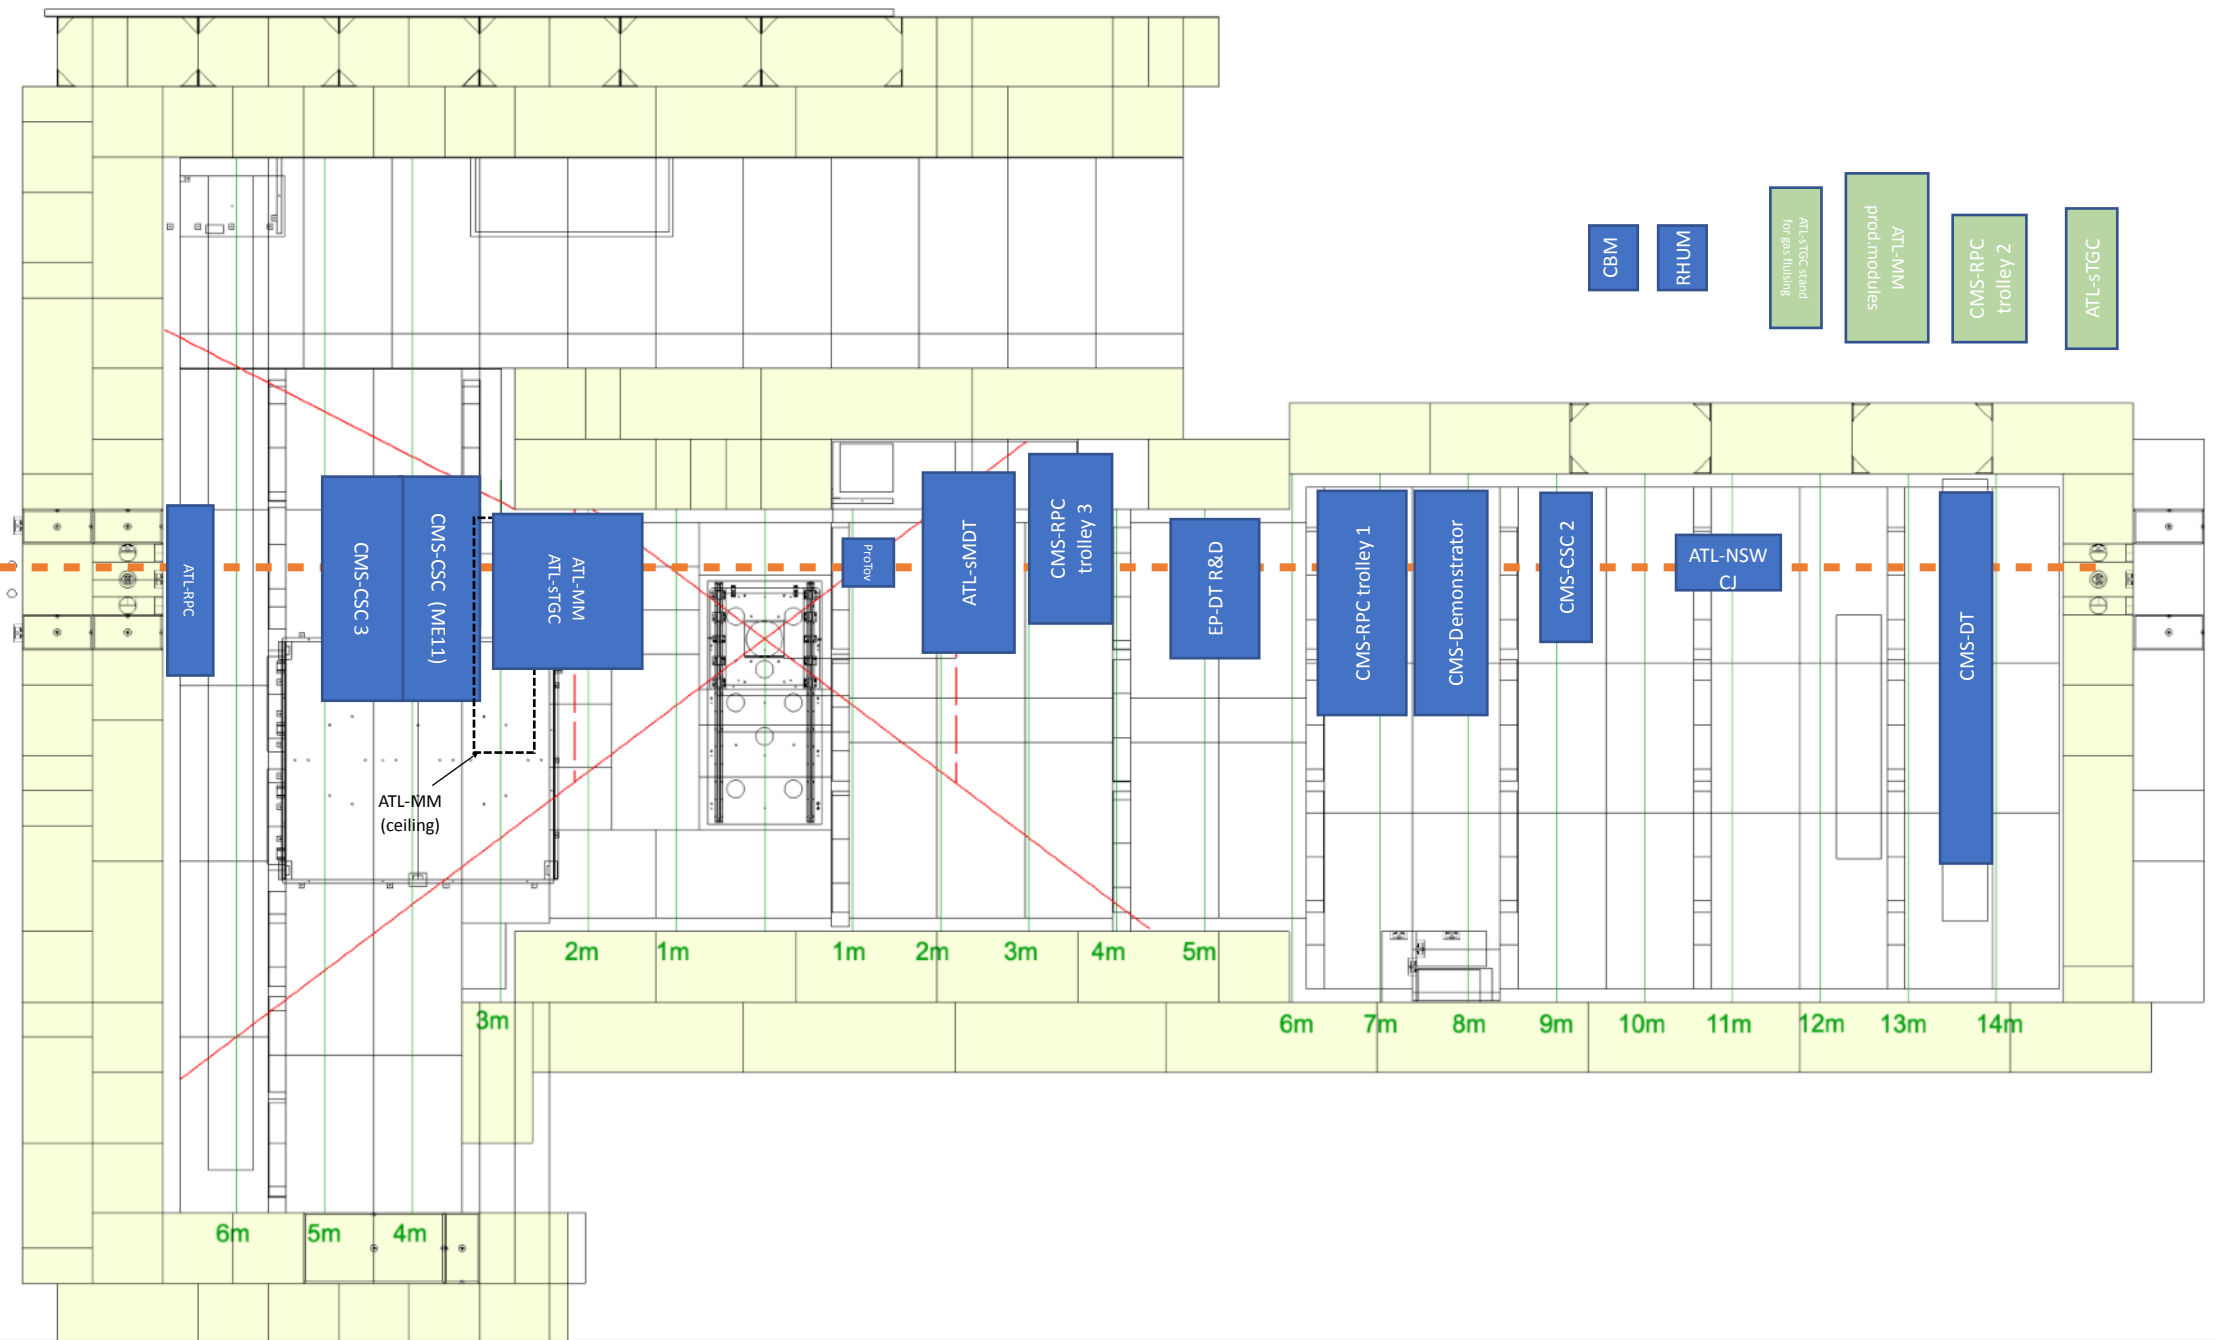 CBM
RHUM
ATL-sTGC stand
for gas fluising
ATL-MM
prod.modules
CMS-RPC
trolley 2
ATL-sTGC
ATL-RPC
CMS-CSC 3
CMS-CSC (ME11)
ATL-MM
ATL-sTGC
ProTov
ATL-sMDT
CMS-RPC
trolley 3
EP-DT R&D
CMS-RPC trolley 1
CMS-Demonstrator
CMS-CSC 2
ATL-NSW
CJ
CMS-DT
ATL-MM
(ceiling)
2m
1m
1m
2m
3m
4m
5m
3m
6m
7m
8m
9m
10m
11m
12m
13m
14m
6m
5m
4m